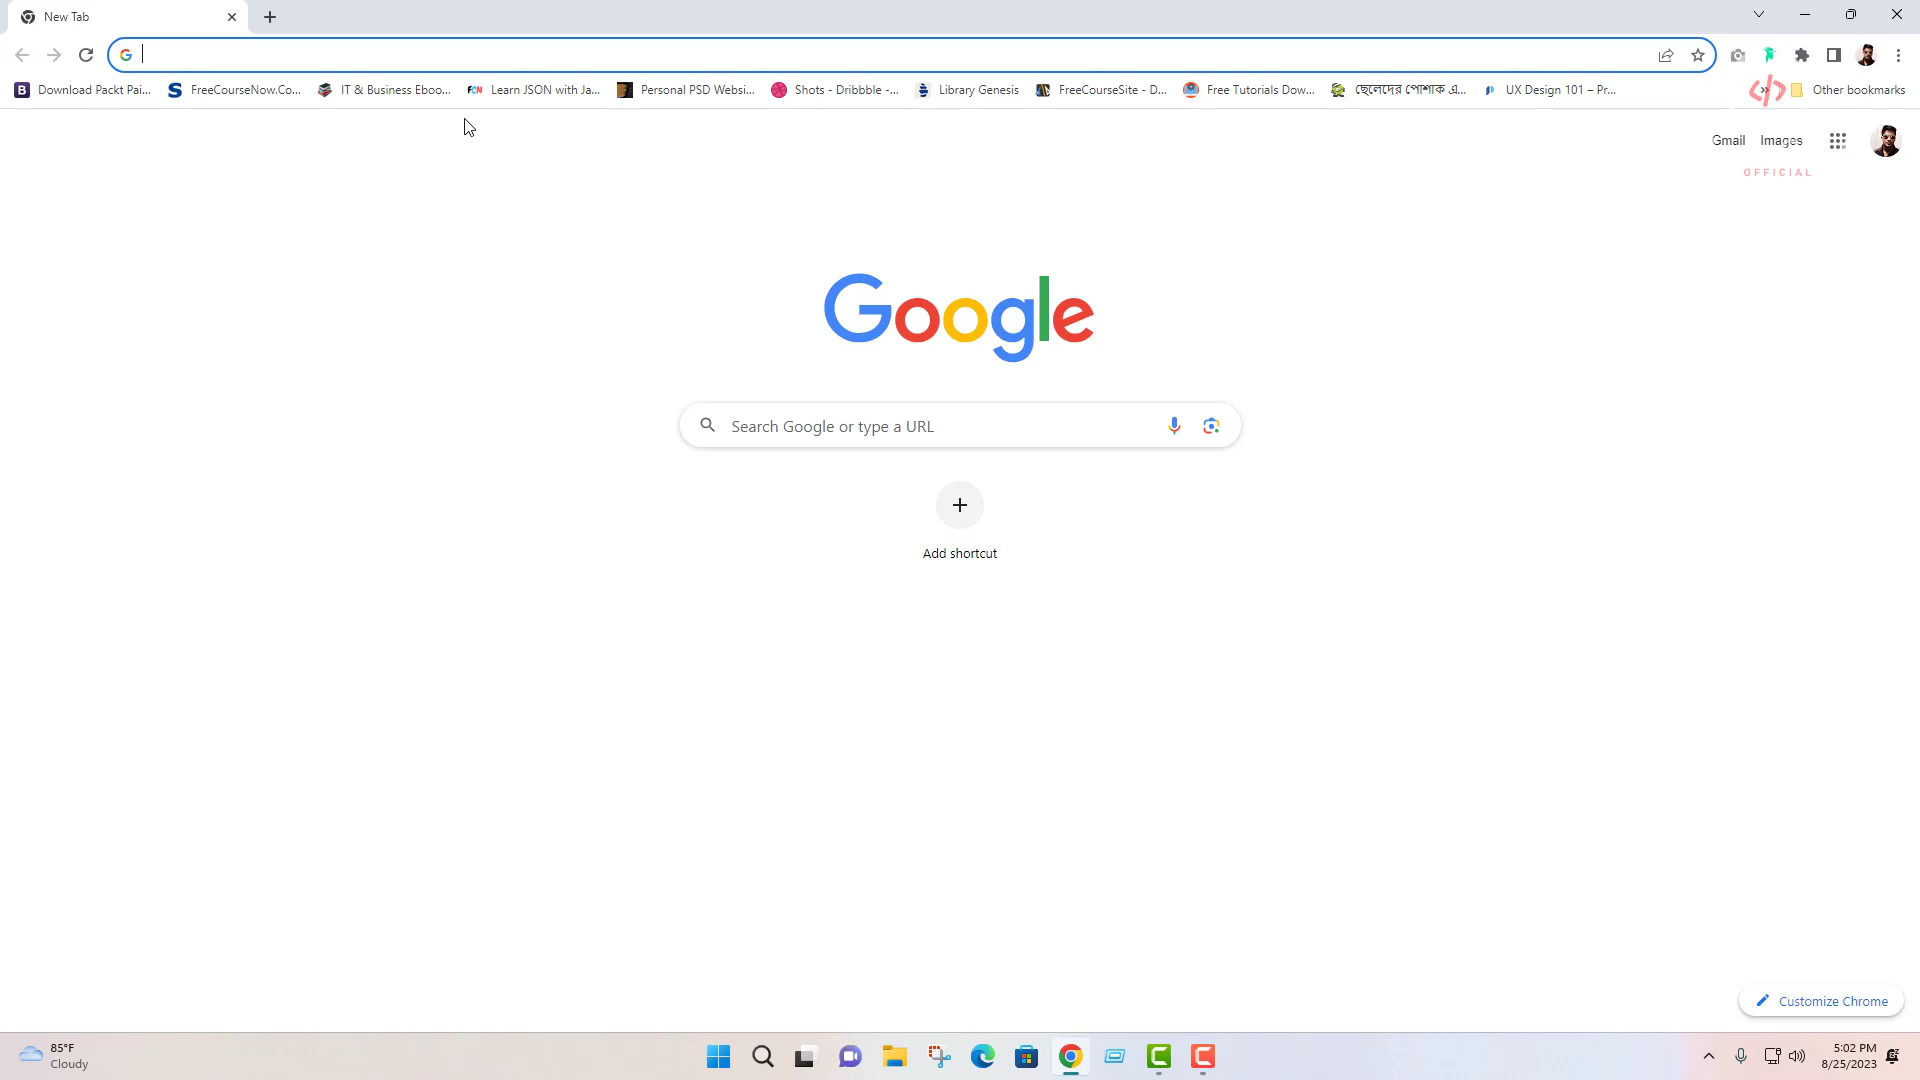 New Tab
Download Packt Pai...
FreeCourseNow.Co...
IT & Business Eboo...
FCN
Learn JSON with Ja...
Personal PSD Websi...
Shots - Dribbble -...
Library Genesis
FreeCourseSite - D...
Free Tutorials Dow...
ছেলেদের পোশাক এ...
UX Design 101 – Pr...
Other bookmarks
Gmail
Images
OFFICIAL
Google
Search Google or type a URL
Add shortcut
Customize Chrome
85°F
Cloudy
5:02 PM
8/25/2023